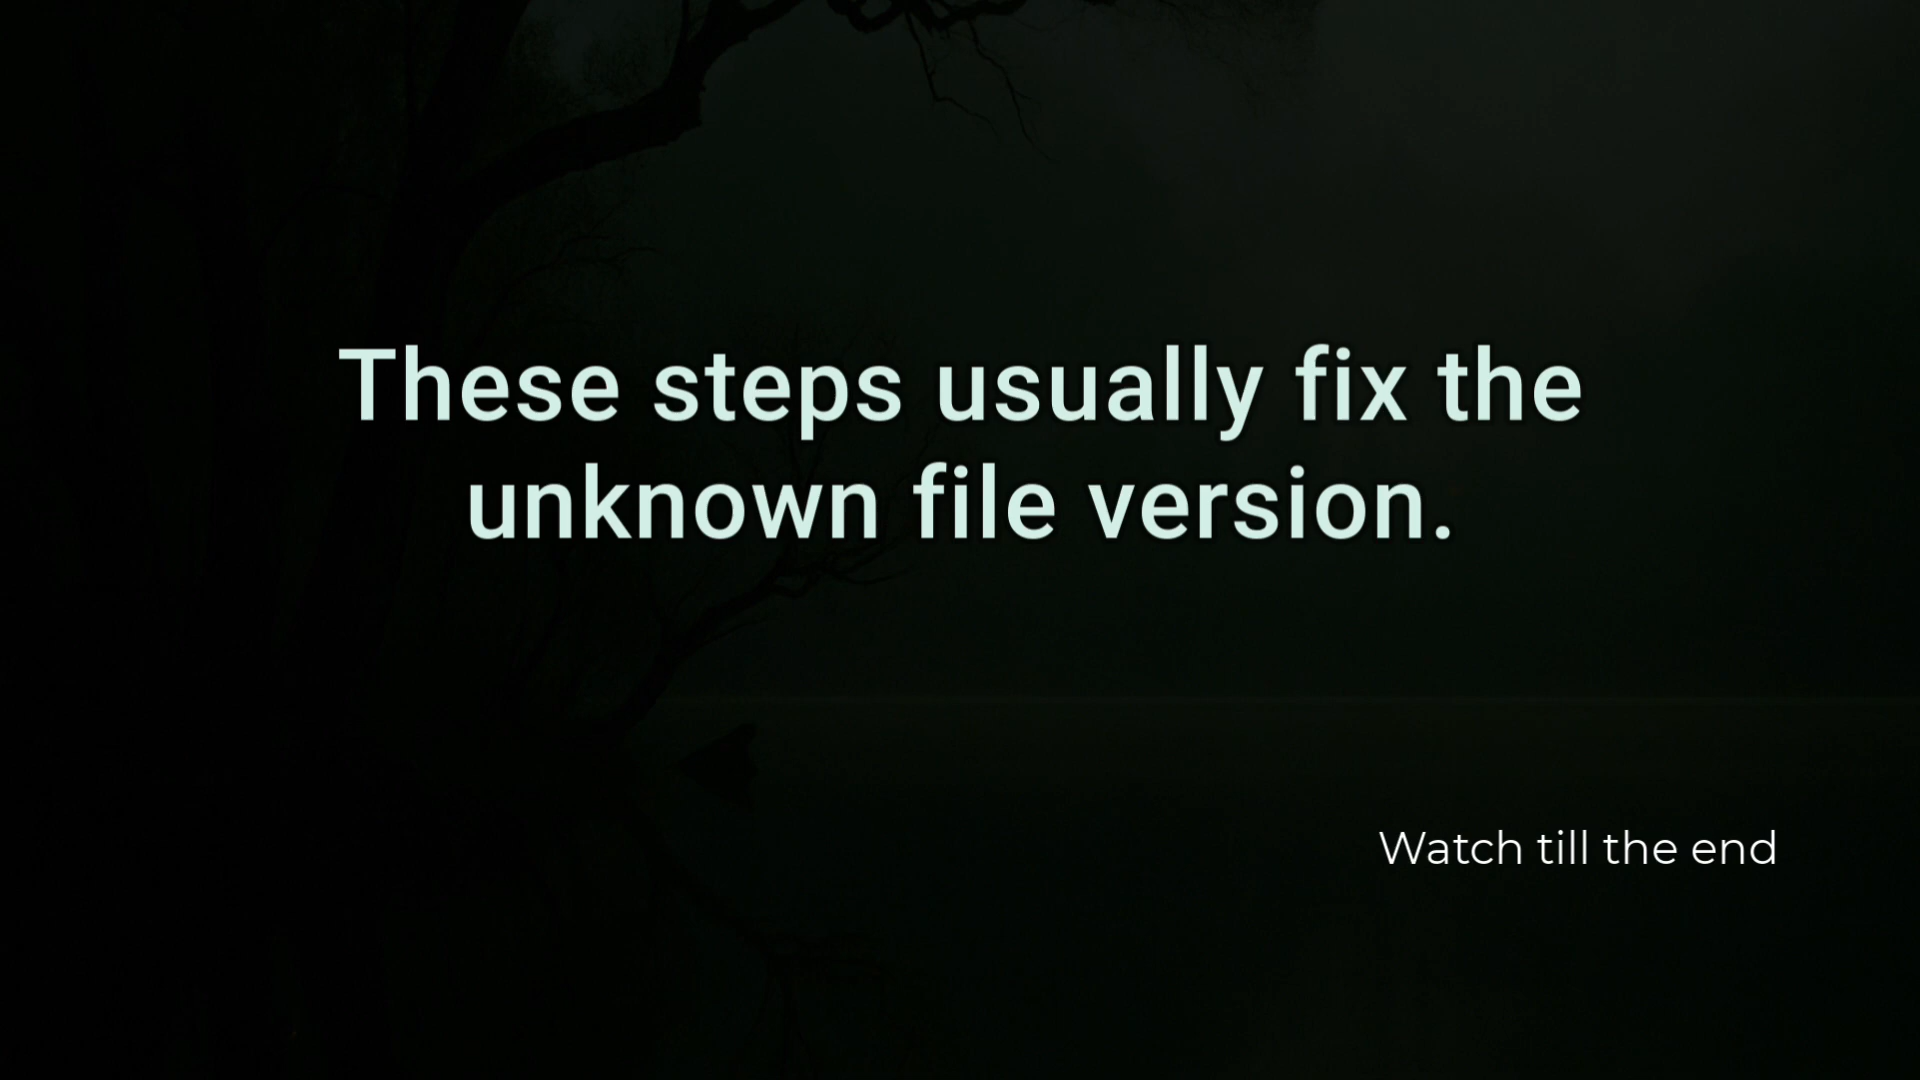 These steps usually fix the
unknown file version.
Watch till the end